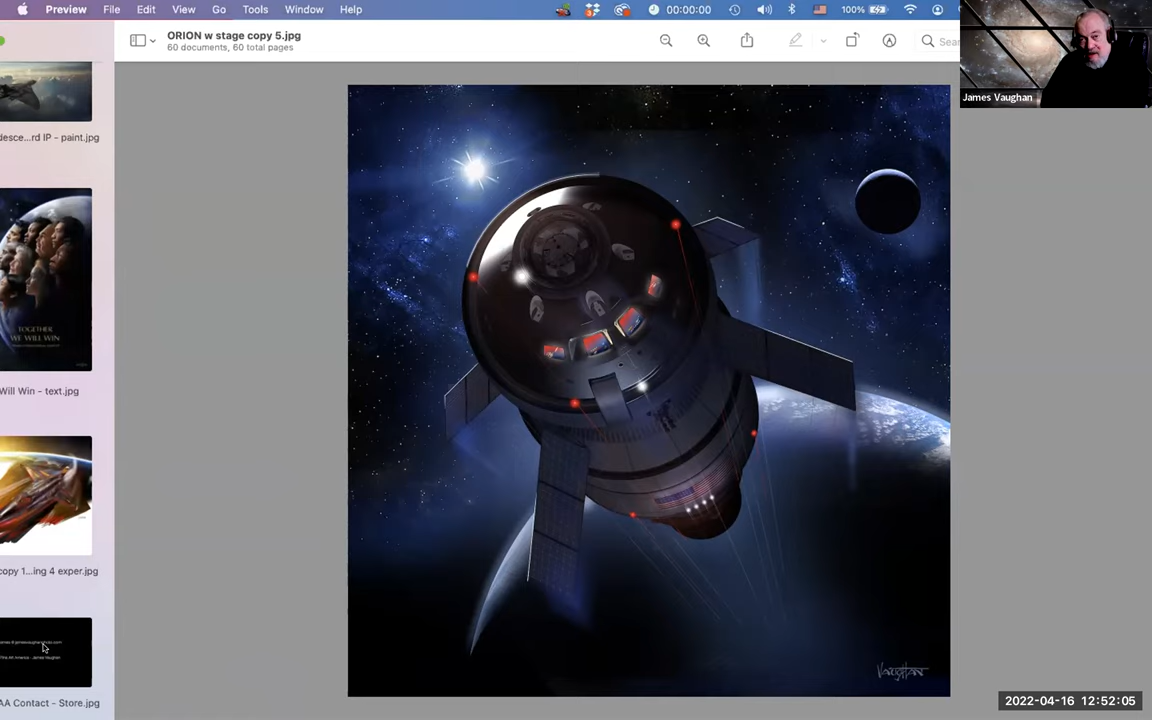 Preview File Edit View Go Tools Window Help
00:00:00
100%
ORION w stage copy 5.jpg
60 documents, 60 total pages
Sear
James Vaughan
desce...rd IP - paint.jpg
TOGETHER
WE WILL WIN
Will Win - text.jpg
copy 1...ing 4 exper.jpg
AA Contact - Store.jpg
Vaughan
2022-04-16 12:52:05